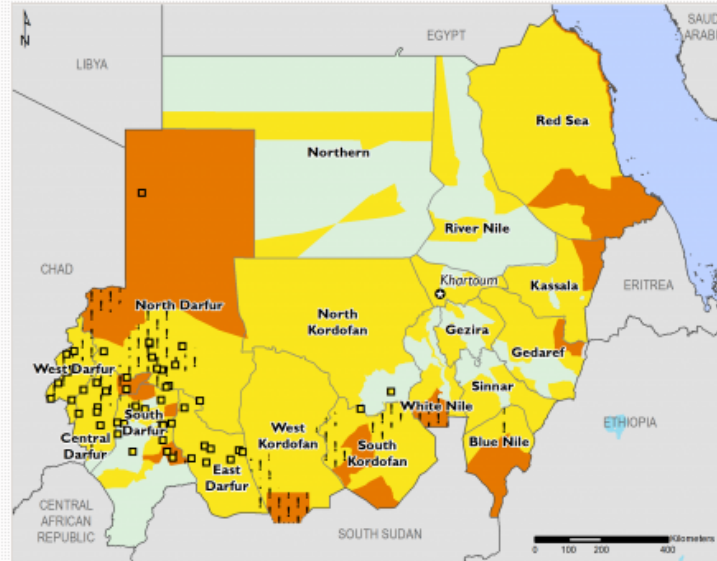 N
SAUD
ARABI
EGYPT
LIBYA
Red Sea
Northern
River Nile
CHAD
Khartoum
Kassala
ERITREA
North Darfur
North
Kordofan
Gezira
Gedaref
West Darfur
Sinnar
White Nile
South
Darfur
West
Kordofan
South
Kordofan
Blue Nile
ETHIOPIA
Central
Darfur
East
Darfur
CENTRAL
AFRICAN
REPUBLIC
SOUTH SUDAN
Kilometers
0 100 200 400